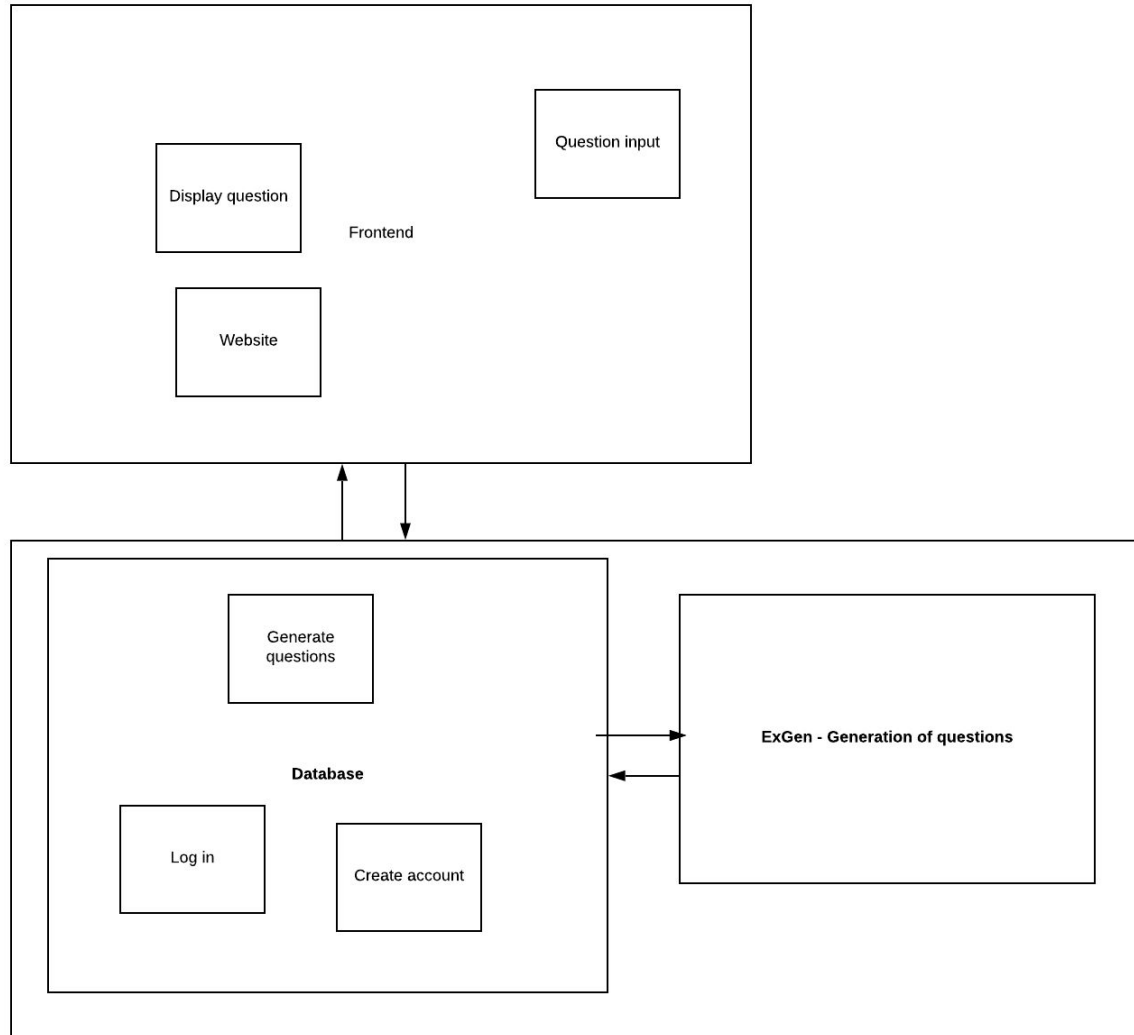 Question input
Display question
Frontend
Website
Generate
questions
ExGen - Generation of questions
Database
Log in
Create account